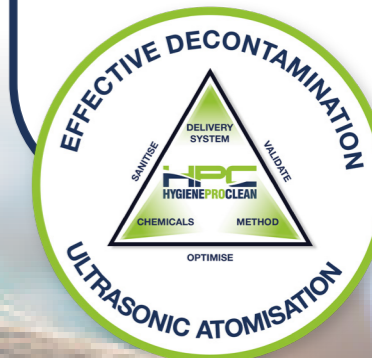 EFFECTIVE DECONTAMINATION
DELIVERY
SYSTEM
SANITISE
VALIDATE
HPC
HYGIENEPROCLEAN
CHEMICALS
METHOD
OPTIMISE
ULTRASONIC ATOMISATION